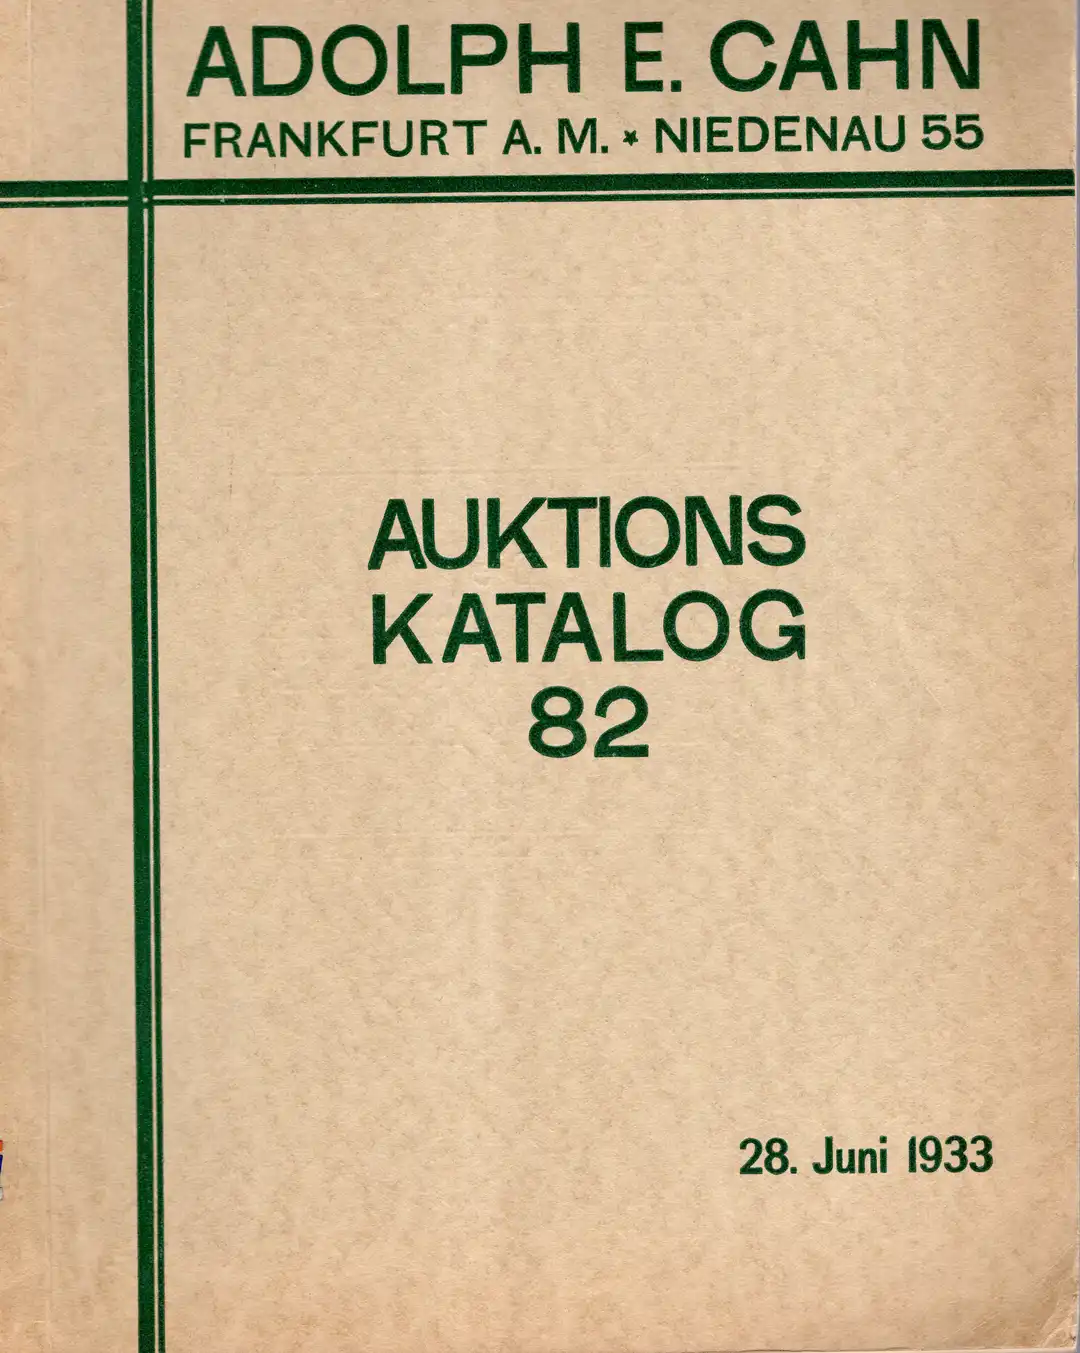 ADOLPH E. CAHN
FRANKFURT A. M. * NIEDENAU 55
AUKTIONS
KATALOG
82
28. Juni 1933